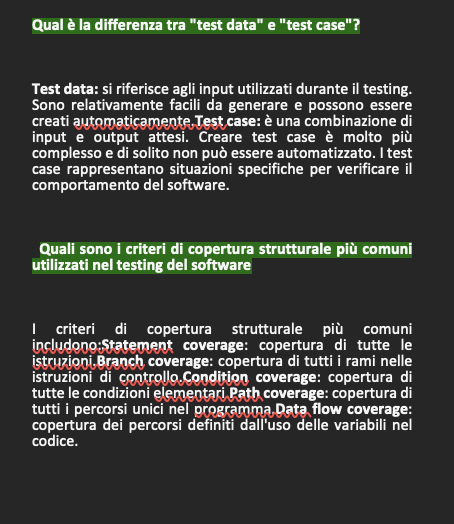 Qual è la differenza tra "test data" e "test case"?
Test data: si riferisce agli input utilizzati durante il testing.
Sono relativamente facili da generare e possono essere
creati automaticamente.Test case: è una combinazione di
input e output attesi. Creare test case è molto più
complesso e di solito non può essere automatizzato. I test
case rappresentano situazioni specifiche per verificare il
comportamento del software.
Quali sono i criteri di copertura strutturale più comuni
utilizzati nel testing del software
I criteri di copertura strutturale più comuni
includono:Statement coverage: copertura di tutte le
istruzioni.Branch coverage: copertura di tutti i rami nelle
istruzioni di controllo.Condition coverage: copertura di
tutte le condizioni elementari.Path coverage: copertura di
tutti i percorsi unici nel programma.Data flow coverage:
copertura dei percorsi definiti dall'uso delle variabili nel
codice.